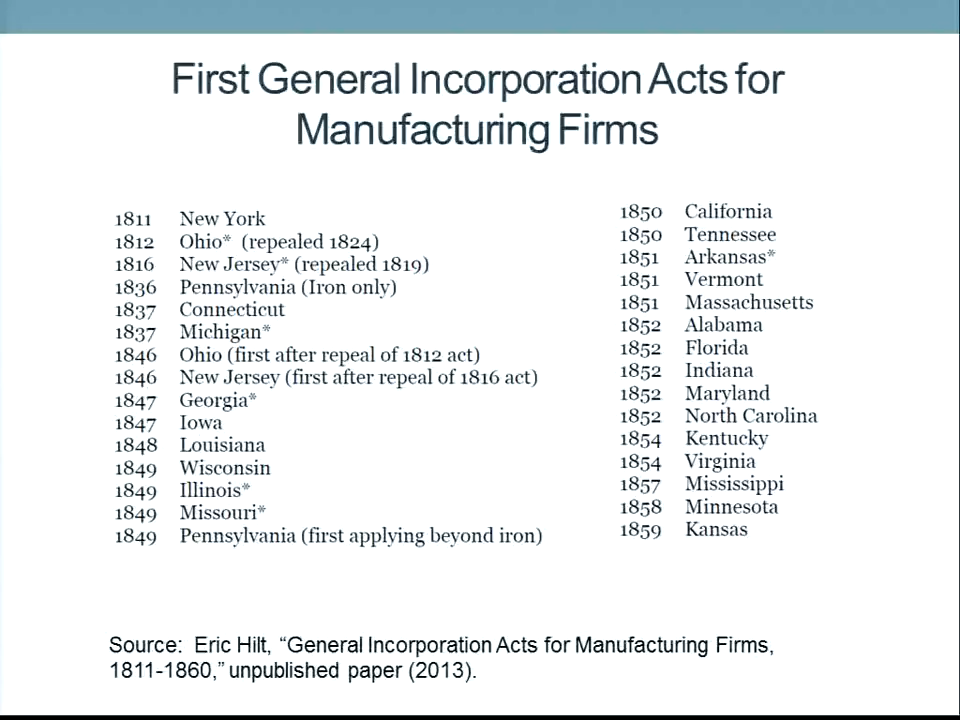 First General Incorporation Acts for
Manufacturing Firms
1811 New York
1812 Ohio* (repealed 1824)
1816 New Jersey* (repealed 1819)
1836 Pennsylvania (Iron only)
1837 Connecticut
1837 Michigan*
1846 Ohio (first after repeal of 1812 act)
1846 New Jersey (first after repeal of 1816 act)
1847 Georgia*
1847 Iowa
1848 Louisiana
1849 Wisconsin
1849 Illinois*
1849 Missouri*
1849 Pennsylvania (first applying beyond iron)
1850 California
1850 Tennessee
1851 Arkansas*
1851 Vermont
1851 Massachusetts
1852 Alabama
1852 Florida
1852 Indiana
1852 Maryland
1852 North Carolina
1854 Kentucky
1854 Virginia
1857 Mississippi
1858 Minnesota
1859 Kansas
Source: Eric Hilt, “General Incorporation Acts for Manufacturing Firms,
1811-1860,” unpublished paper (2013).